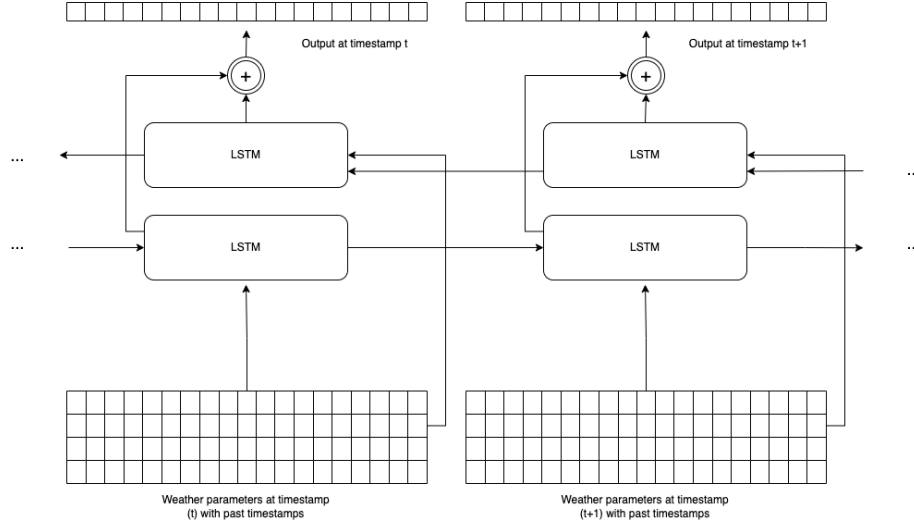 Output at timestamp t
Output at timestamp t+1
+
+
...
LSTM
LSTM
...
...
LSTM
LSTM
...
Weather parameters at timestamp
(t) with past timestamps
Weather parameters at timestamp
(t+1) with past timestamps